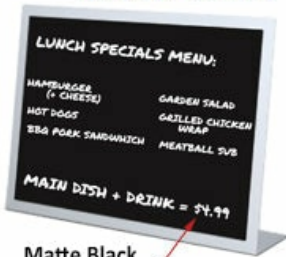 LUNCH SPECIALS MENU:
HAMBURGER
(+ CHEESE)
HOT DOGS
BBQ PORK SANDWHICH
GARDEN SALAD
GRILLED CHICKEN
WRAP
MEATBALL SUB
MAIN DISH + DRINK = $4.99
Matte Black